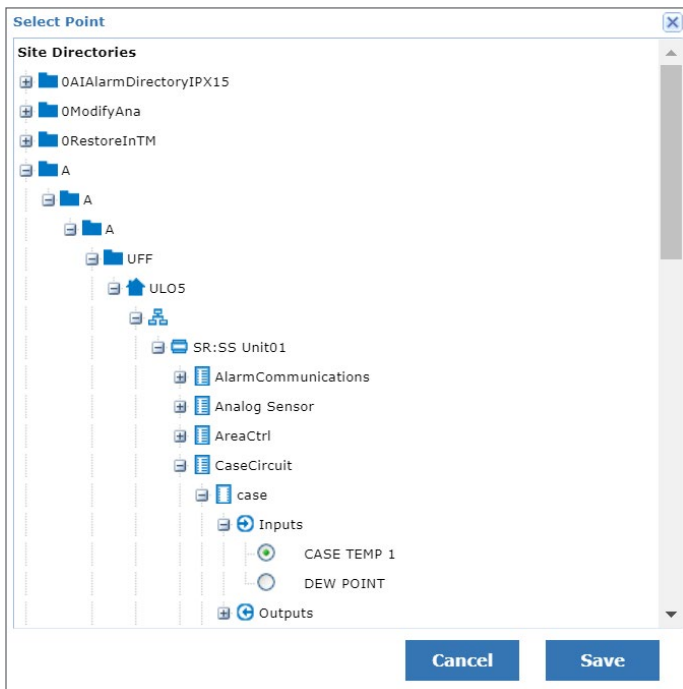 Select Point
Site Directories
0AIAlarmDirectoryIPX15
0ModifyAna
0RestoreInTM
A
A
A
UFF
ULO5
SR:SS Unit01
AlarmCommunications
Analog Sensor
AreaCtrl
CaseCircuit
case
Inputs
CASE TEMP 1
DEW POINT
Outputs
Cancel Save